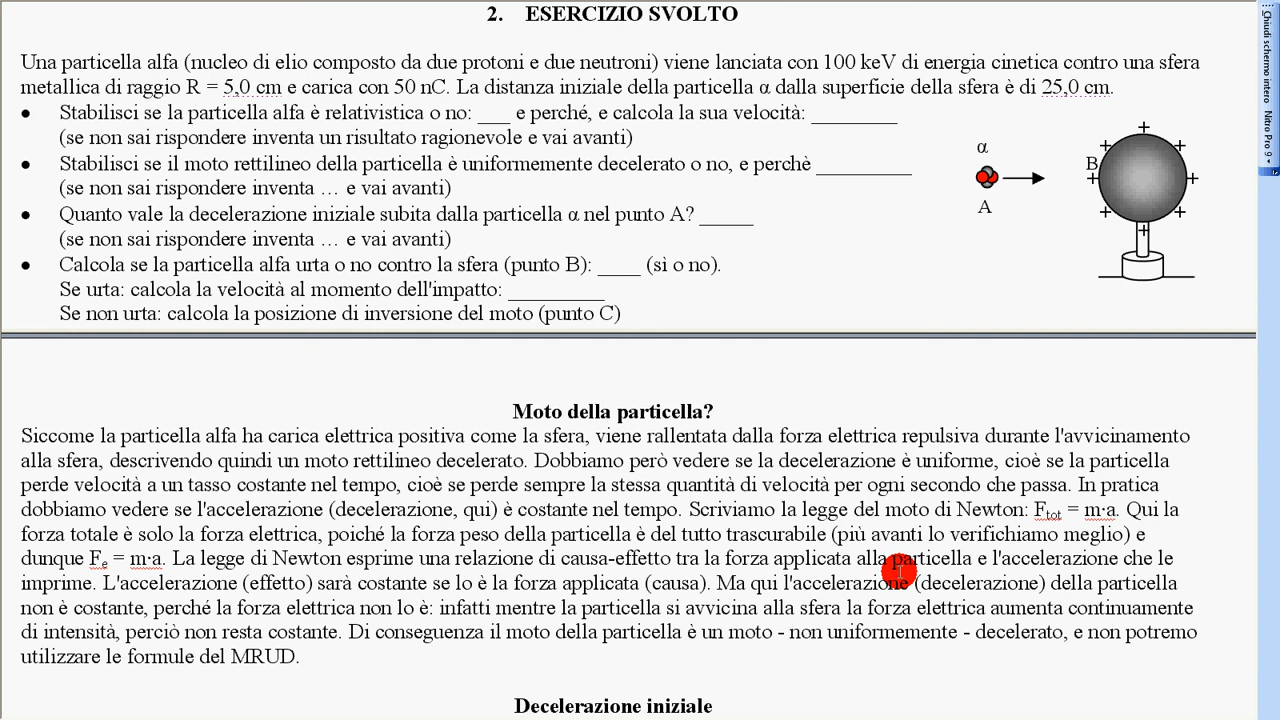 2. ESERCIZIO SVOLTO
Una particella alfa (nucleo di elio composto da due protoni e due neutroni) viene lanciata con 100 keV di energia cinetica contro una sfera
metallica di raggio R = 5,0 cm e carica con 50 nC. La distanza iniziale della particella α dalla superficie della sfera è di 25,0 cm.
● Stabilisci se la particella alfa è relativistica o no: ___ e perché, e calcola la sua velocità: ________
(se non sai rispondere inventa un risultato ragionevole e vai avanti)
● Stabilisci se il moto rettilineo della particella è uniformemente decelerato o no, e perchè _________
(se non sai rispondere inventa … e vai avanti)
● Quanto vale la decelerazione iniziale subita dalla particella α nel punto A? _____
(se non sai rispondere inventa … e vai avanti)
● Calcola se la particella alfa urta o no contro la sfera (punto B): ____ (si o no).
Se urta: calcola la velocità al momento dell'impatto: _________
Se non urta: calcola la posizione di inversione del moto (punto C)
α
A
B
+ + + + + + + +
Moto della particella?
Siccome la particella alfa ha carica elettrica positiva come la sfera, viene rallentata dalla forza elettrica repulsiva durante l'avvicinamento
alla sfera, descrivendo quindi un moto rettilineo decelerato. Dobbiamo però vedere se la decelerazione è uniforme, cioè se la particella
perde velocità a un tasso costante nel tempo, cioè se perde sempre la stessa quantità di velocità per ogni secondo che passa. In pratica
dobbiamo vedere se l'accelerazione (decelerazione, qui) è costante nel tempo. Scriviamo la legge del moto di Newton: Ftot = m·a. Qui la
forza totale è solo la forza elettrica, poiché la forza peso della particella è del tutto trascurabile (più avanti lo verifichiamo meglio) e
dunque Fe = m·a. La legge di Newton esprime una relazione di causa-effetto tra la forza applicata alla particella e l'accelerazione che le
imprime. L'accelerazione (effetto) sarà costante se lo è la forza applicata (causa). Ma qui l'accelerazione (decelerazione) della particella
non è costante, perché la forza elettrica non lo è: infatti mentre la particella si avvicina alla sfera la forza elettrica aumenta continuamente
di intensità, perciò non resta costante. Di conseguenza il moto della particella è un moto - non uniformemente - decelerato, e non potremo
utilizzare le formule del MRUD.
Decelerazione iniziale
Chiudi schermo intero
Nitro Pro 9